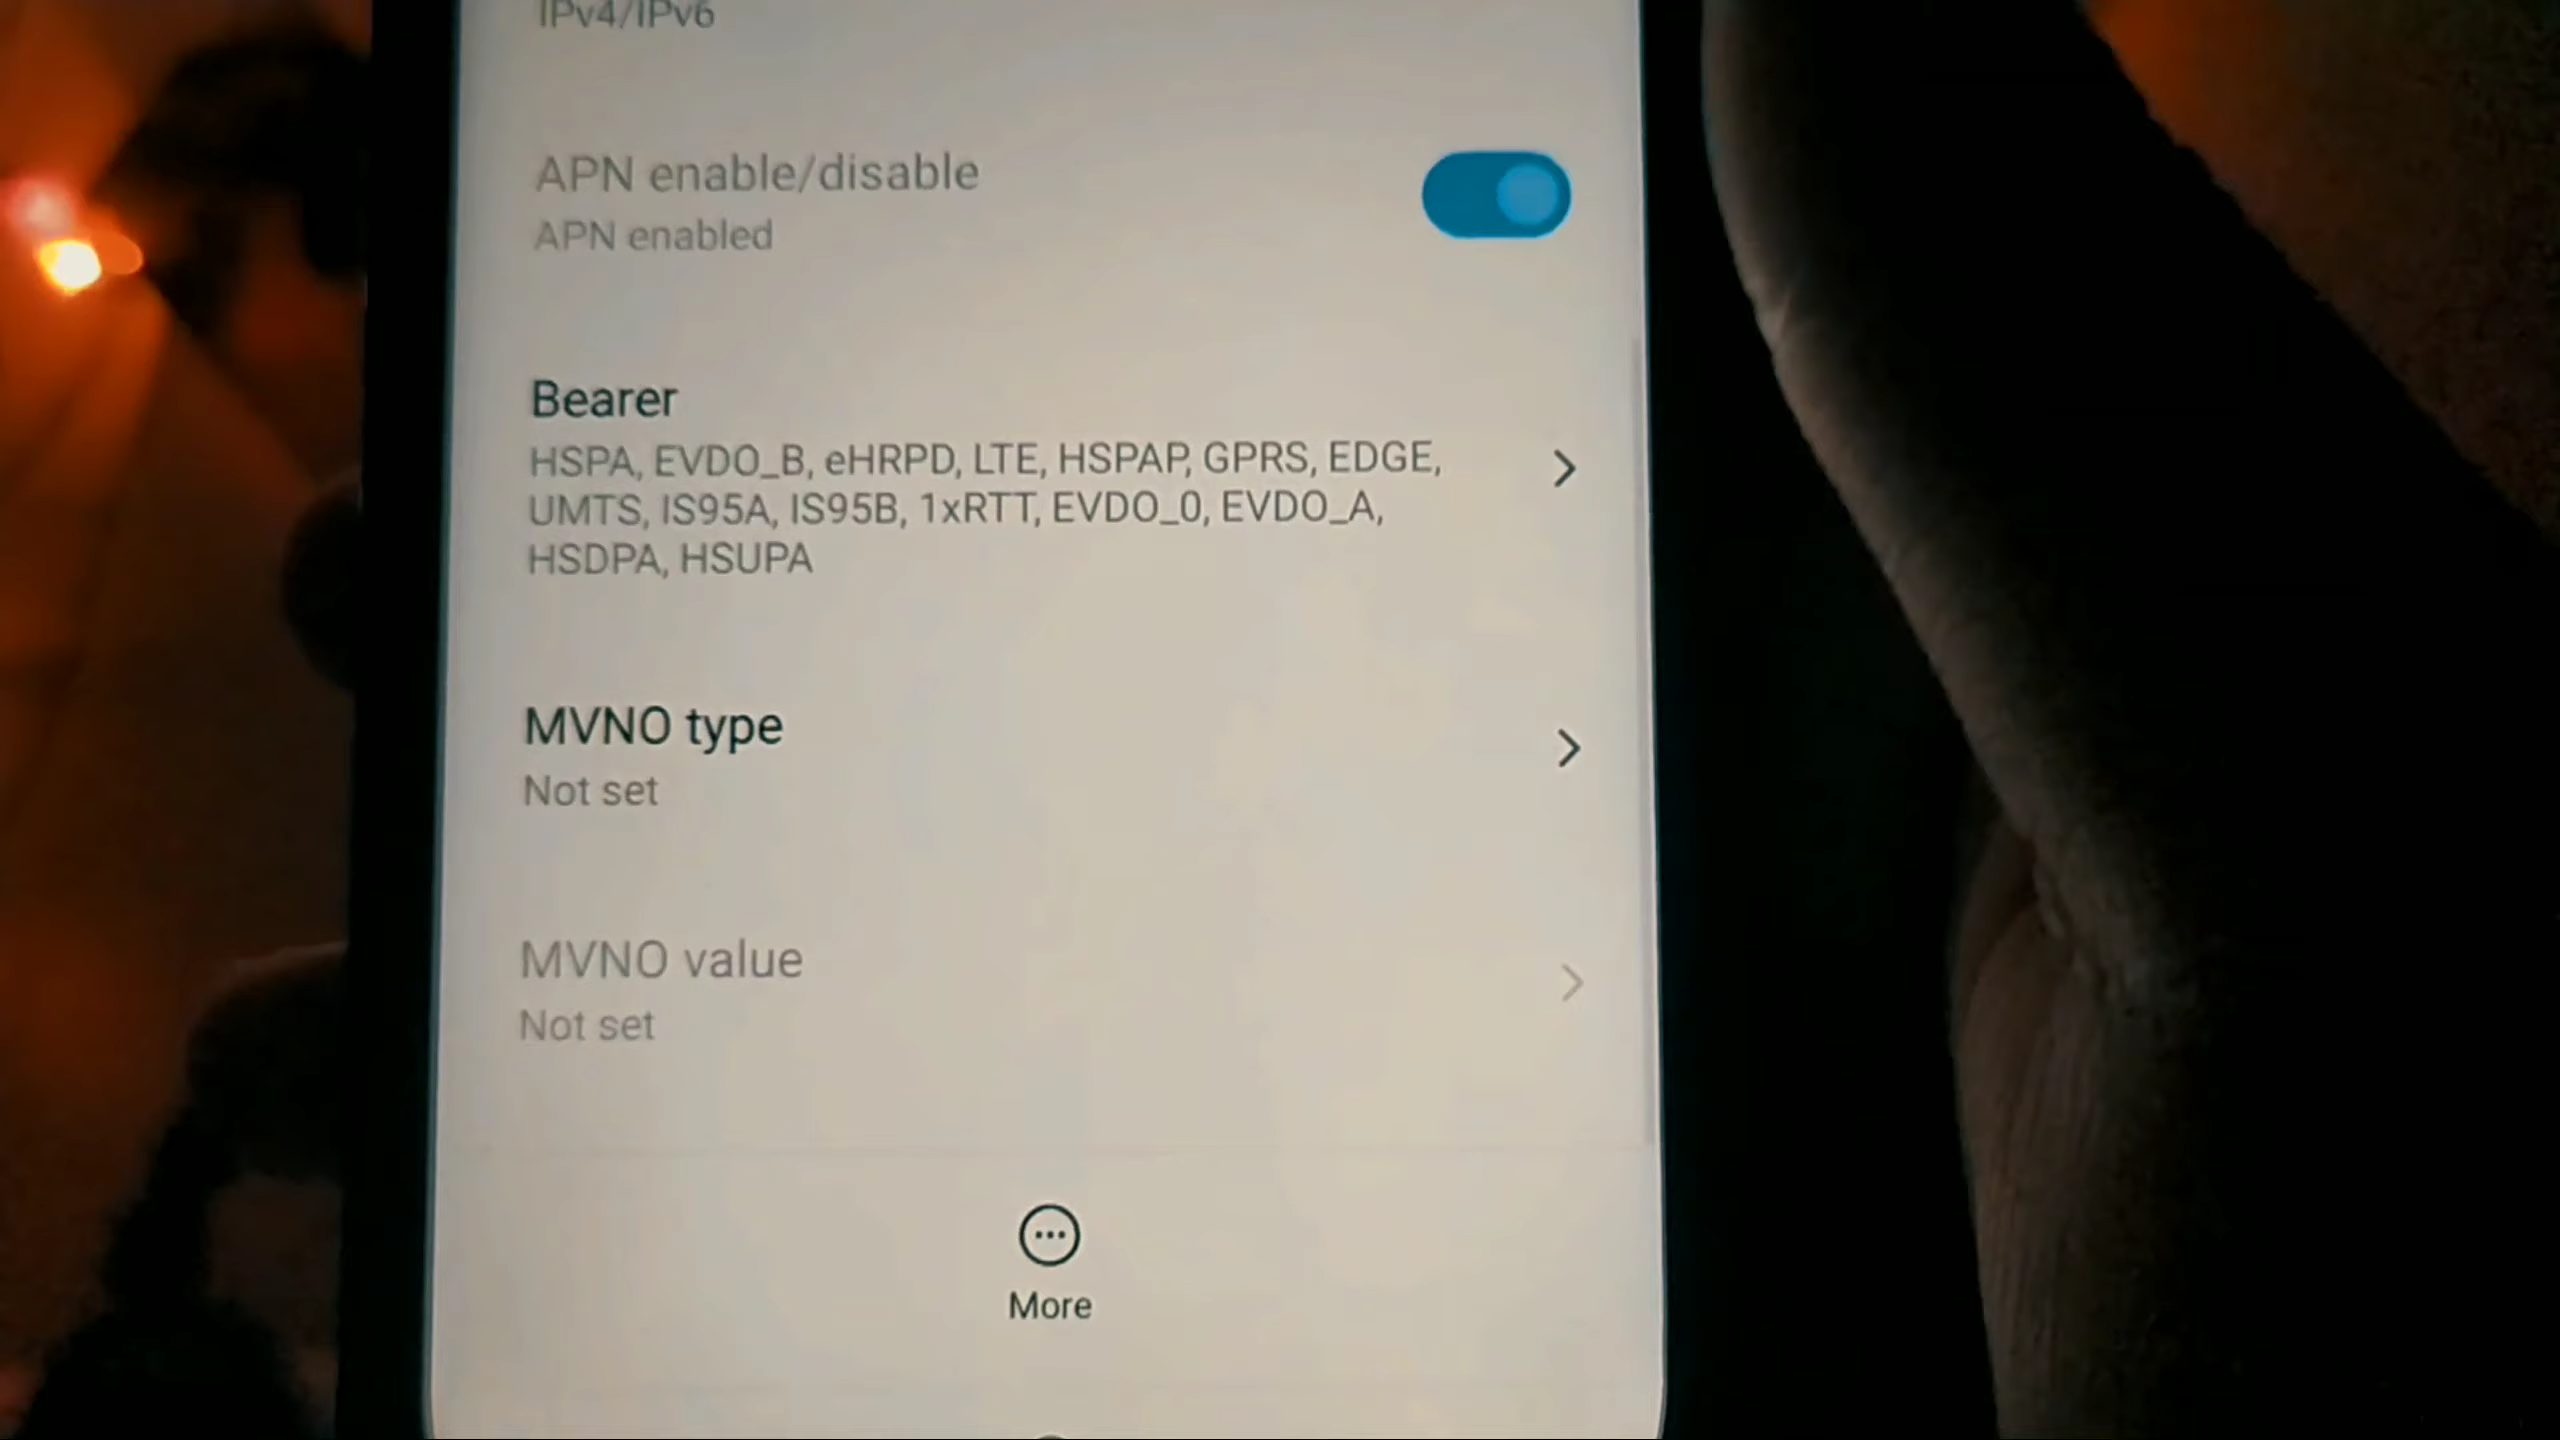 IPv4/IPv6
APN enable/disable
APN enabled
Bearer
HSPA, EVDO_B, eHRPD, LTE, HSPAP, GPRS, EDGE,
UMTS, IS95A, IS95B, 1xRTT, EVDO_0, EVDO_A,
HSDPA, HSUPA
MVNO type
Not set
MVNO value
Not set
More